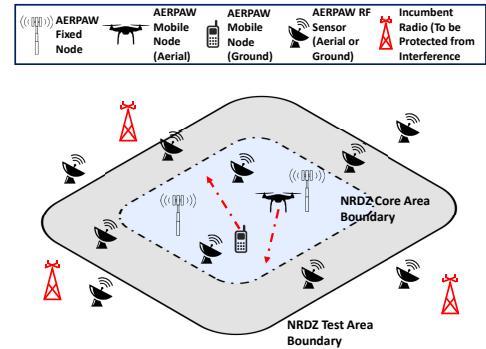 AERPAW
Fixed
Node
AERPAW
Mobile
Node
(Aerial)
AERPAW
Mobile
Node
(Ground)
AERPAW RF
Sensor
(Aerial or
Ground)
Incumbent
Radio (To be
Protected from
Interference
NRDZ Core Area
Boundary
NRDZ Test Area
Boundary